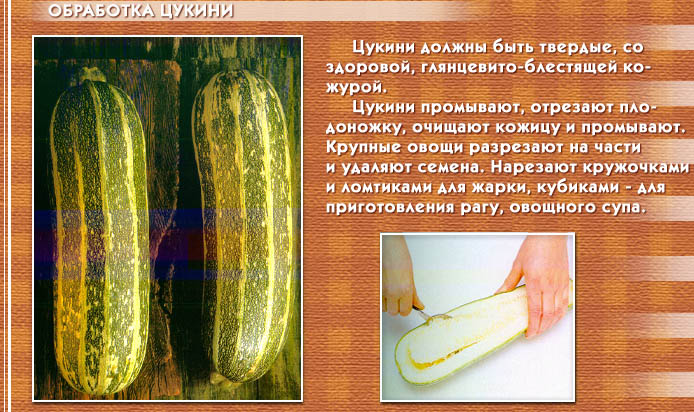 ОБРАБОТКА ЦУКИНИ
Цукини должны быть твердые, со
здоровой, глянцевито-блестящей ко-
журой.
Цукини промывают, отрезают пло-
доножку, очищают кожицу и промывают.
Крупные овощи разрезают на части
и удаляют семена. Нарезают кружочками
и ломтиками для жарки, кубиками - для
приготовления рагу, овощного супа.